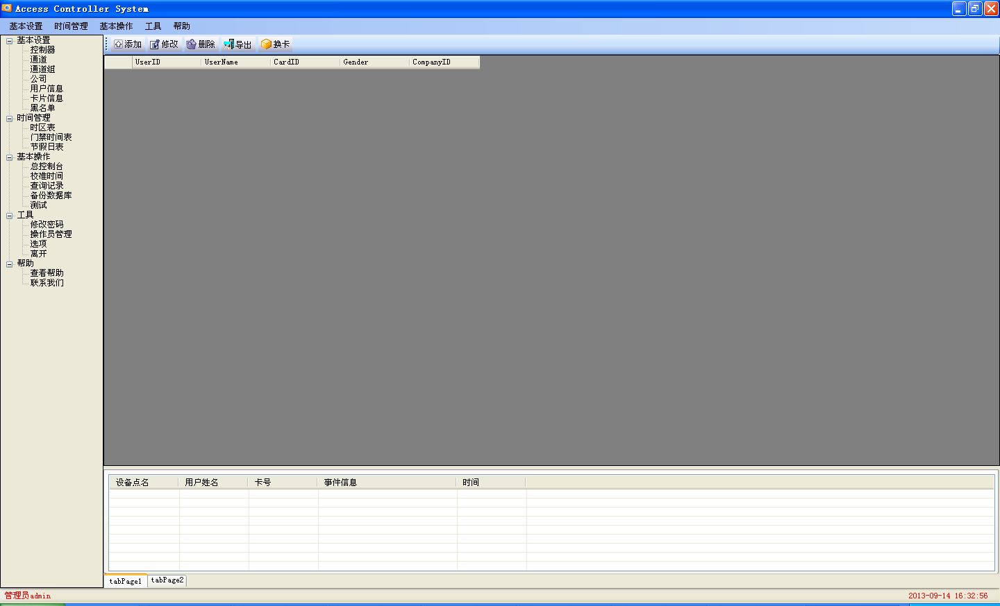 Access Controller System
基本设置 时间管理 基本操作 工具 帮助
添加 修改 删除 导出 换卡
基本设置
控制器
通道
通道组
公司
用户信息
卡片信息
黑名单
时间管理
时区表
门禁时间表
节假日表
基本操作
总控制台
校准时间
查询记录
备份数据库
测试
工具
修改密码
操作员管理
选项
离开
帮助
查看帮助
联系我们
UserID UserName CardID Gender CompanyID
设备点名 用户姓名 卡号 事件信息 时间
tabPage1 tabPage2
管理员admin 2013-09-14 16:32:56